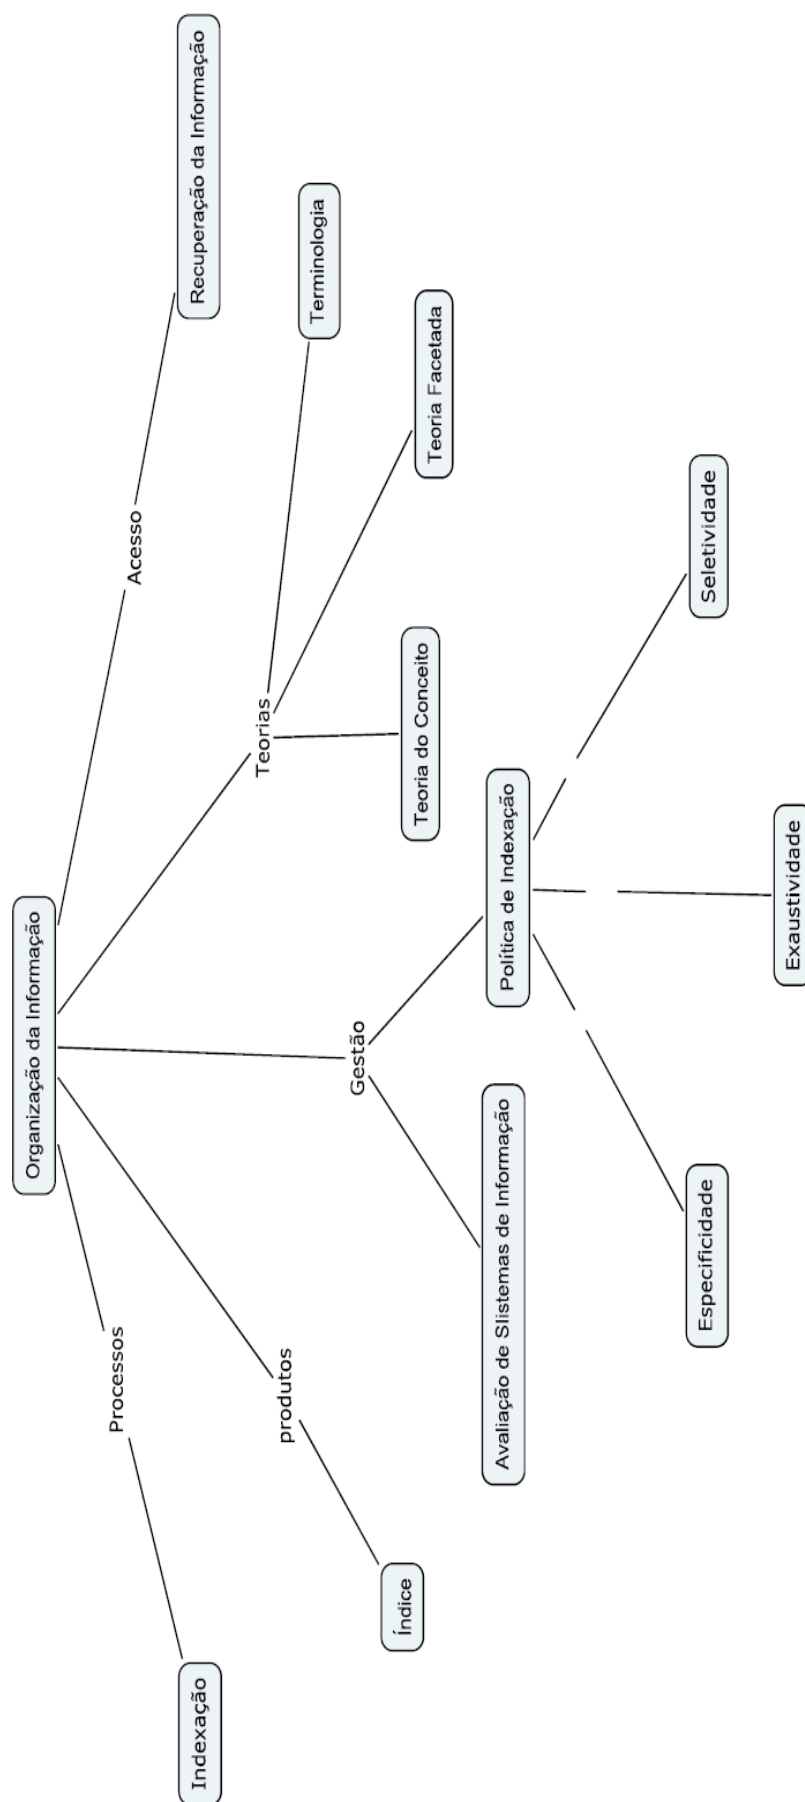 Organização da Informação
Processos
Acesso
Indexação
Recuperação da Informação
Teorias
produtos
Terminologia
Gestão
Índice
Teoria do Conceito
Teoria Facetada
Avaliação de SIistemas de Informação
Política de Indexação
Especificidade
Seletividade
Exaustividade